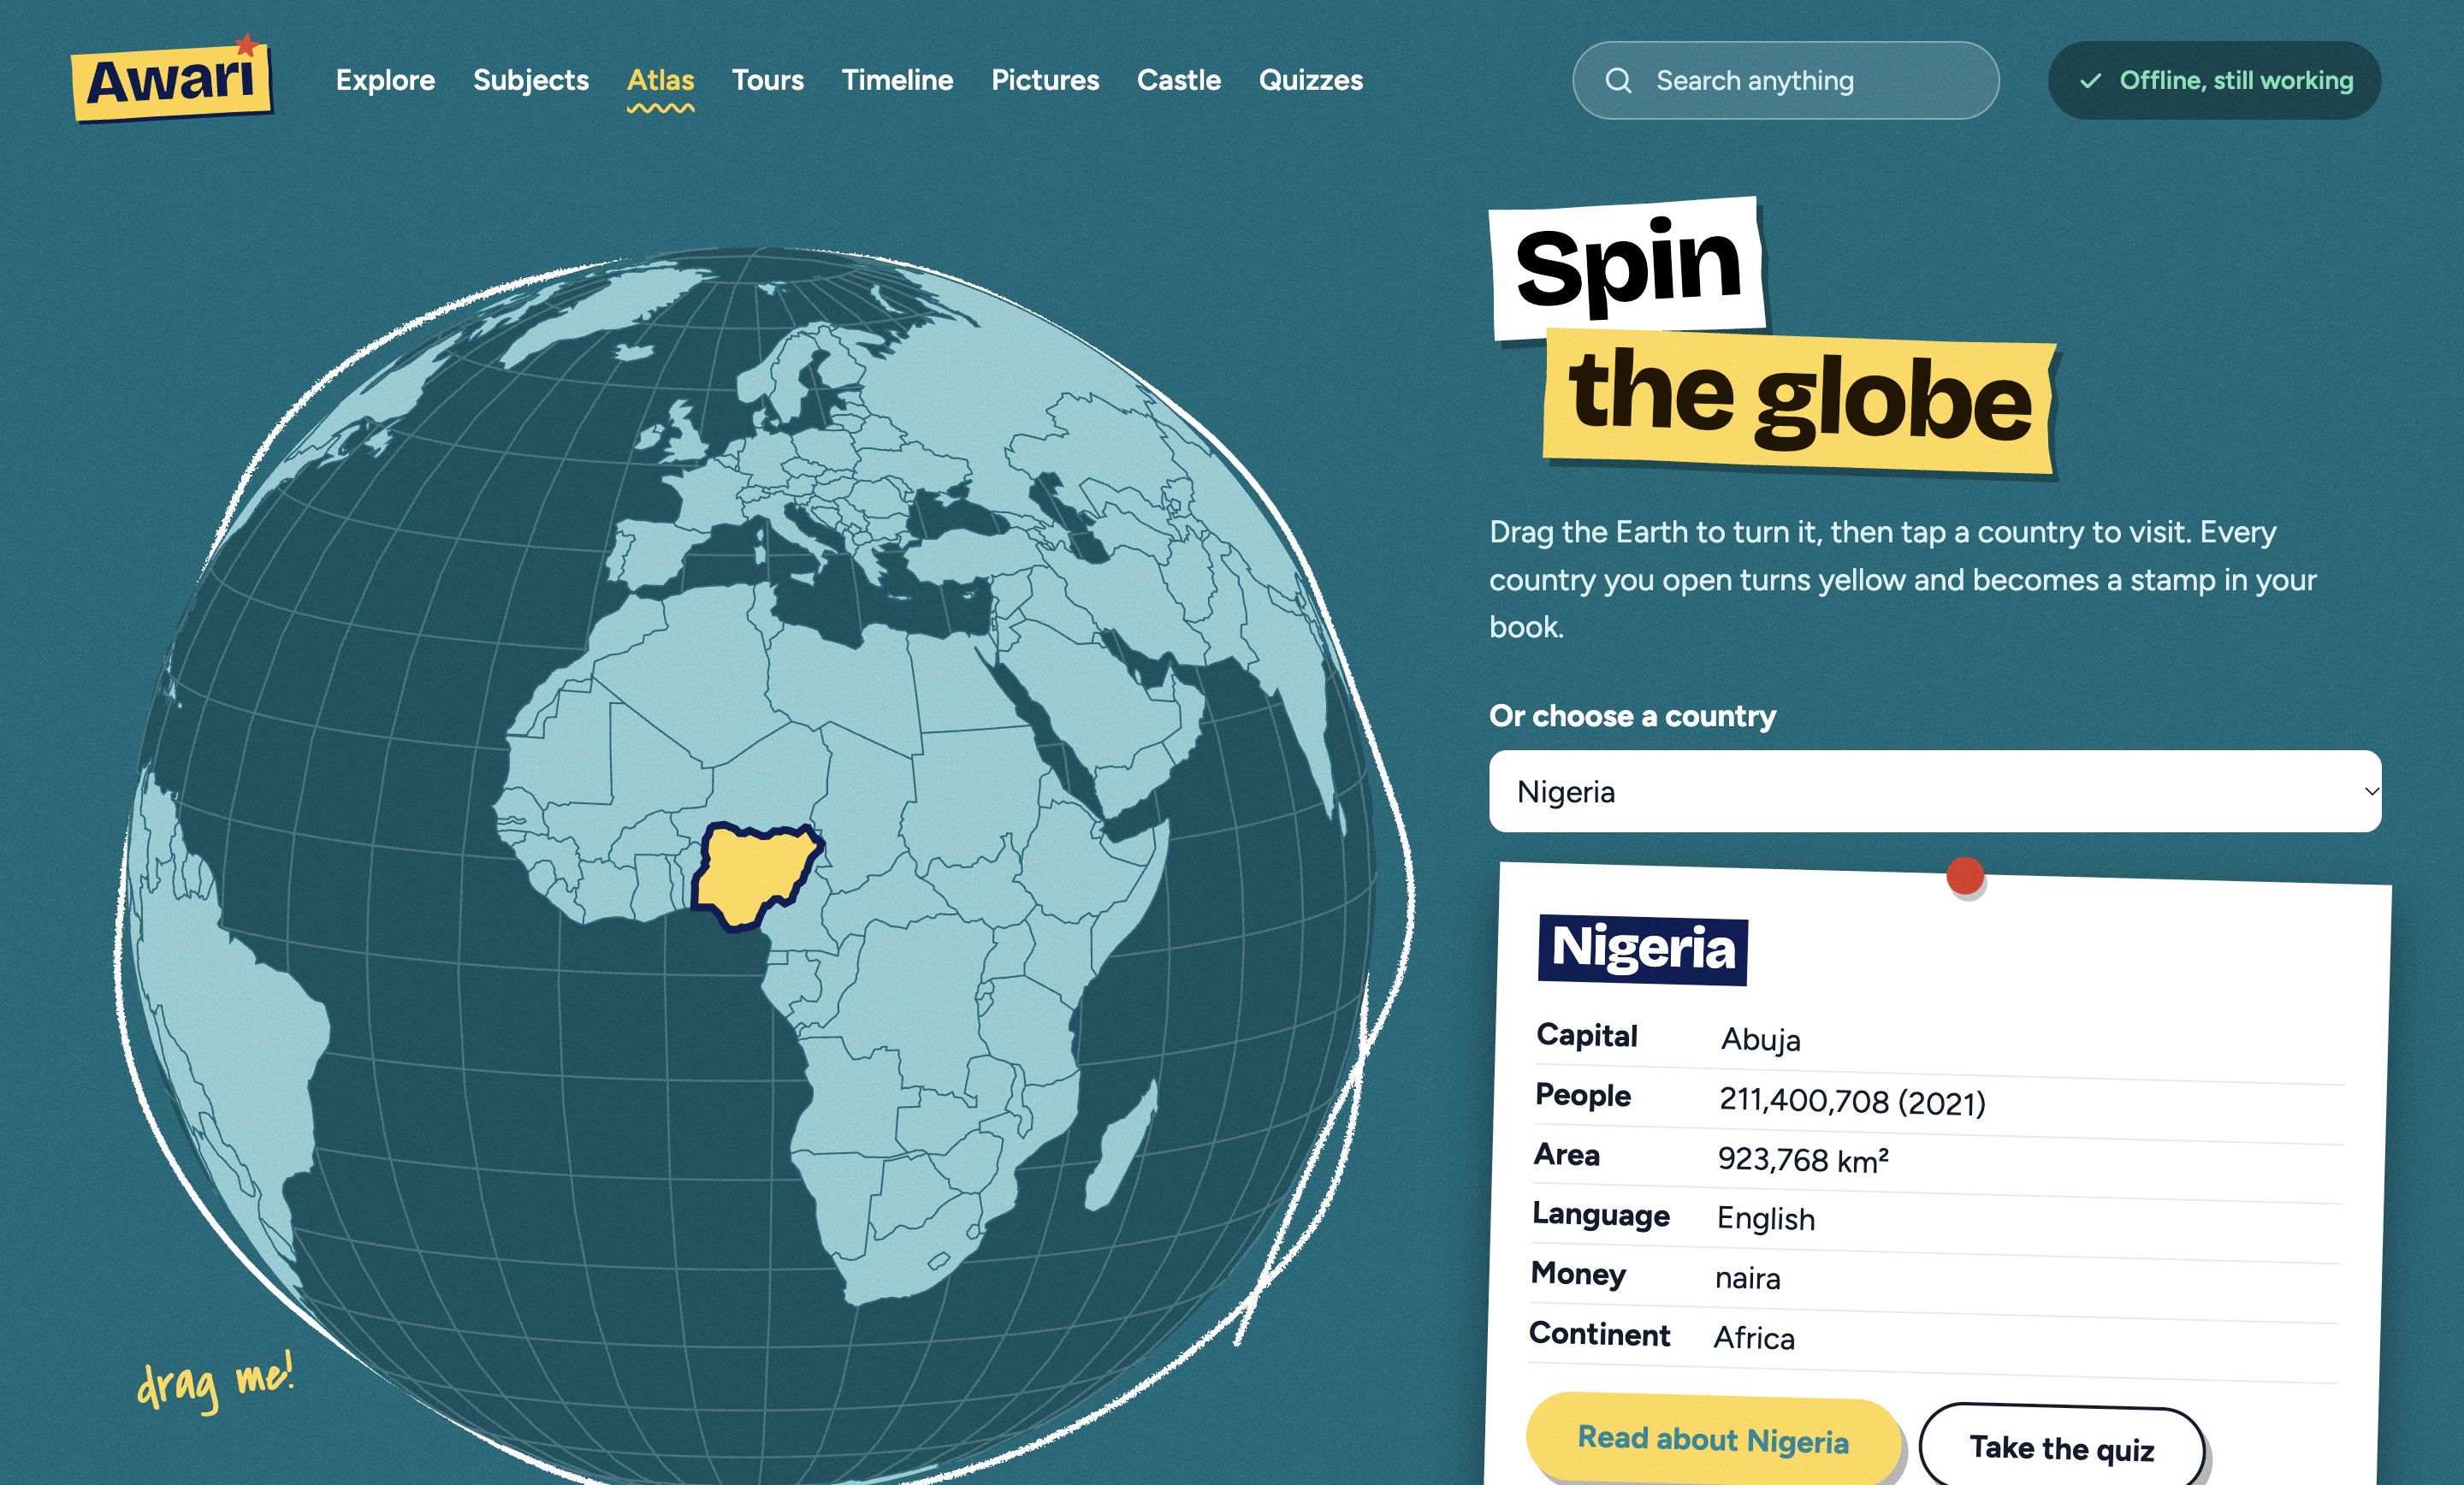 Awari
Explore
Subjects
Atlas
Tours
Timeline
Pictures
Castle
Quizzes
Search anything
Offline, still working
Spin
the globe
Drag the Earth to turn it, then tap a country to visit. Every
country you open turns yellow and becomes a stamp in your
book.
Or choose a country
Nigeria
Nigeria
Capital Abuja
People 211,400,708 (2021)
Area 923,768 km²
Language English
Money naira
Continent Africa
Read about Nigeria
Take the quiz
drag me!